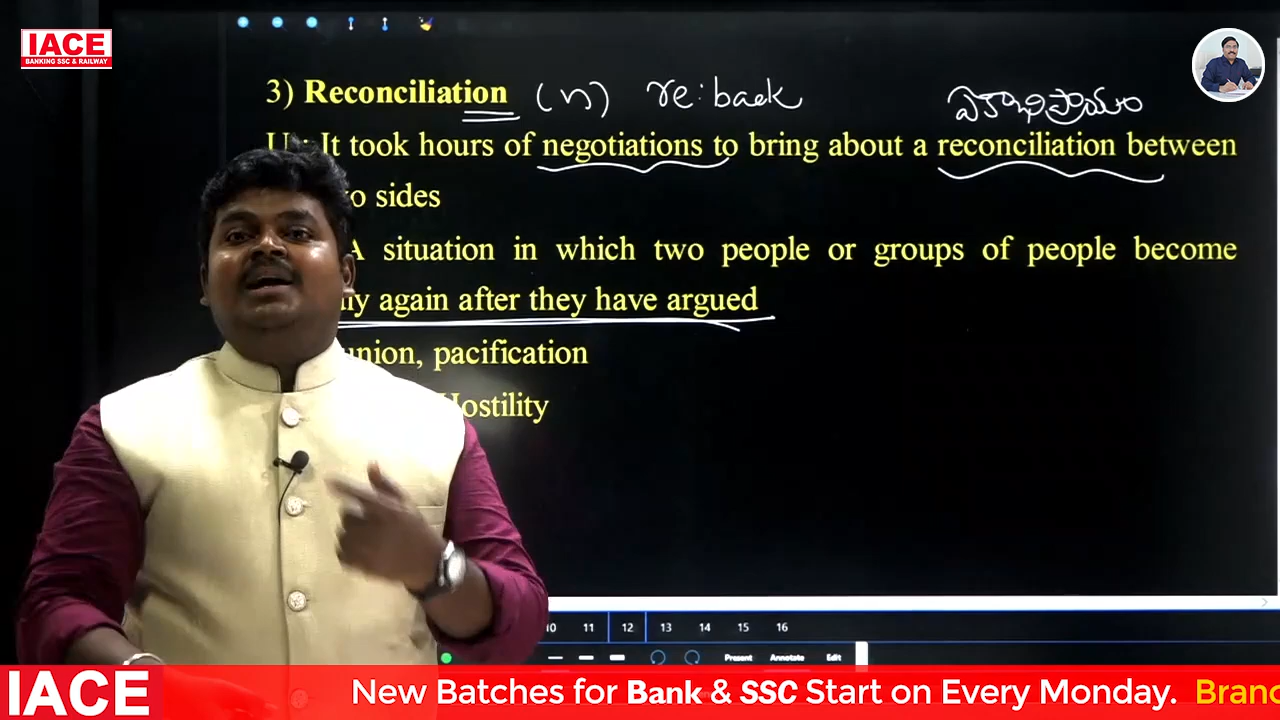 IACE
BANKING SSC & RAILWAY
3) Reconciliation (n) re:back ఏకాభిప్రాయం
It took hours of negotiations to bring about a reconciliation between
sides
A situation in which two people or groups of people become
again after they have argued
union, pacification
Hostility
10 11 12 13 14 15 16
Present Annotate Edit
IACE New Batches for Bank & SSC Start on Every Monday. Branc